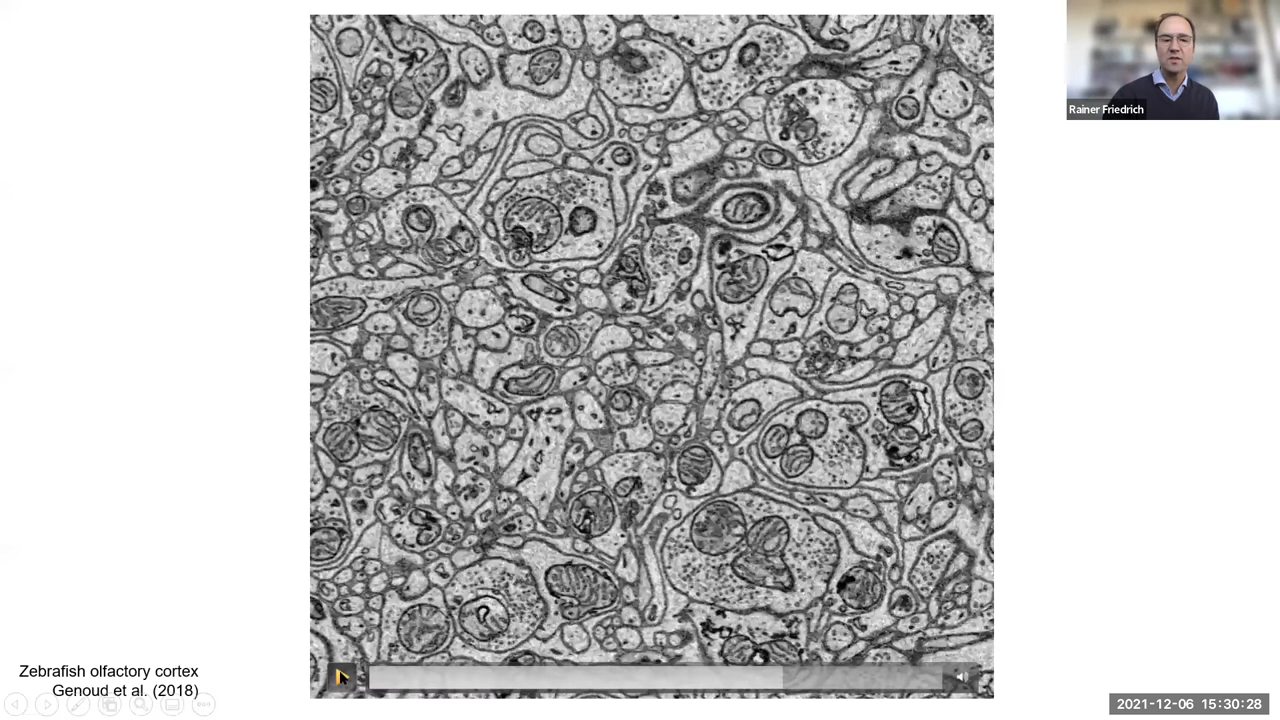 Rainer Friedrich
Zebrafish olfactory cortex
Genoud et al. (2018)
2021-12-06 15:30:28